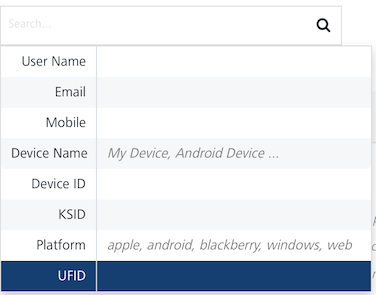 Search...
User Name
Email
Mobile
Device Name My Device, Android Device ...
Device ID
KSID
Platform apple, android, blackberry, windows, web
UFID